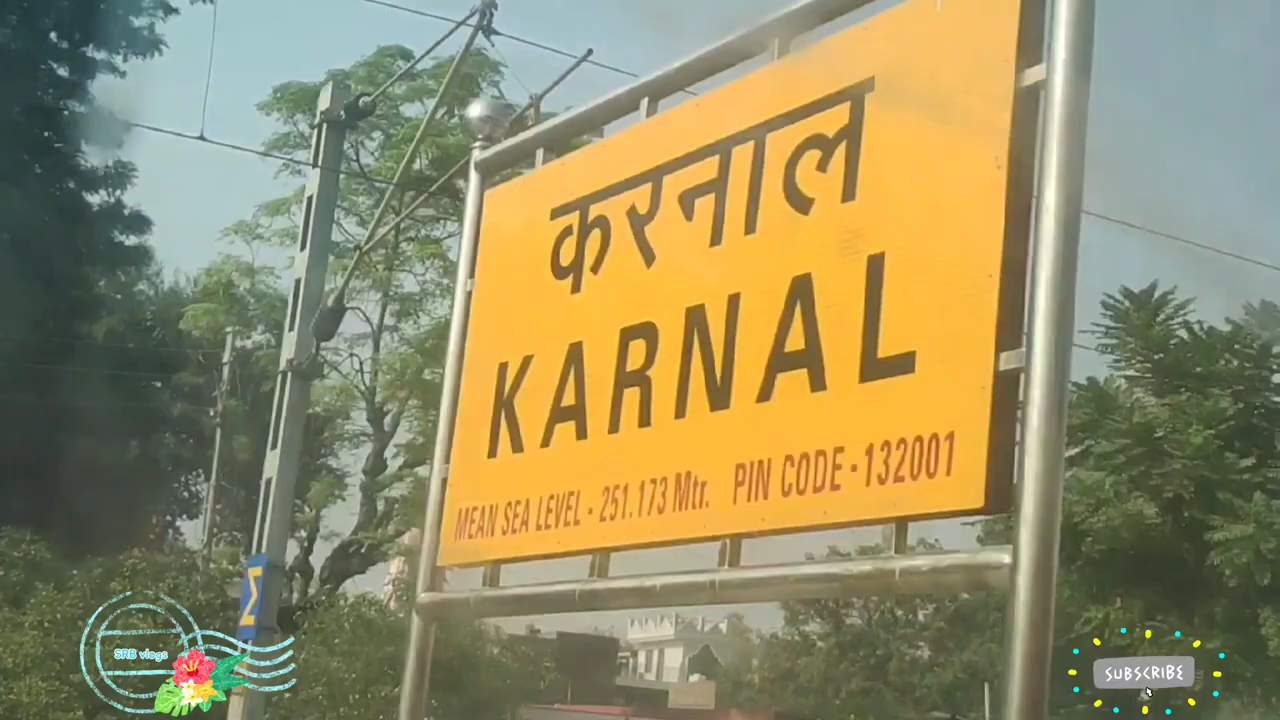 करनाल
KARNAL
MEAN SEA LEVEL - 251.173 Mtr. PIN CODE - 132001
Σ
SRB vlogs
SUBSCRIBE